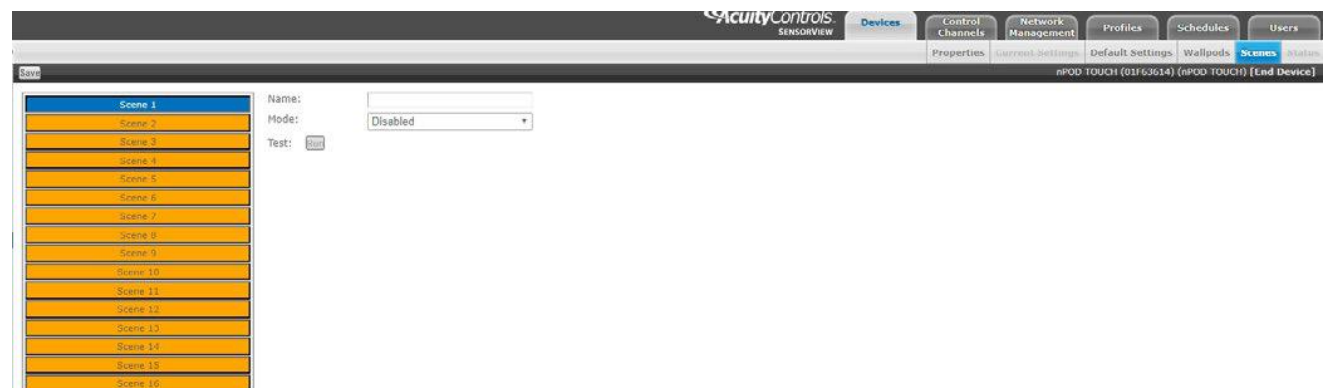 AcuityControls.
SENSORVIEW
Devices
Control Channels
Network Management
Profiles
Schedules
Users
Properties
Current Settings
Default Settings
Wallpods
Scenes
Status
Save
nPOD TOUCH (01F63614) (nPOD TOUCH) [End Device]
Scene 1
Scene 2
Scene 3
Scene 4
Scene 5
Scene 6
Scene 7
Scene 8
Scene 9
Scene 10
Scene 11
Scene 12
Scene 13
Scene 14
Scene 15
Scene 16
Name:
Mode:
Disabled
Test:
Run